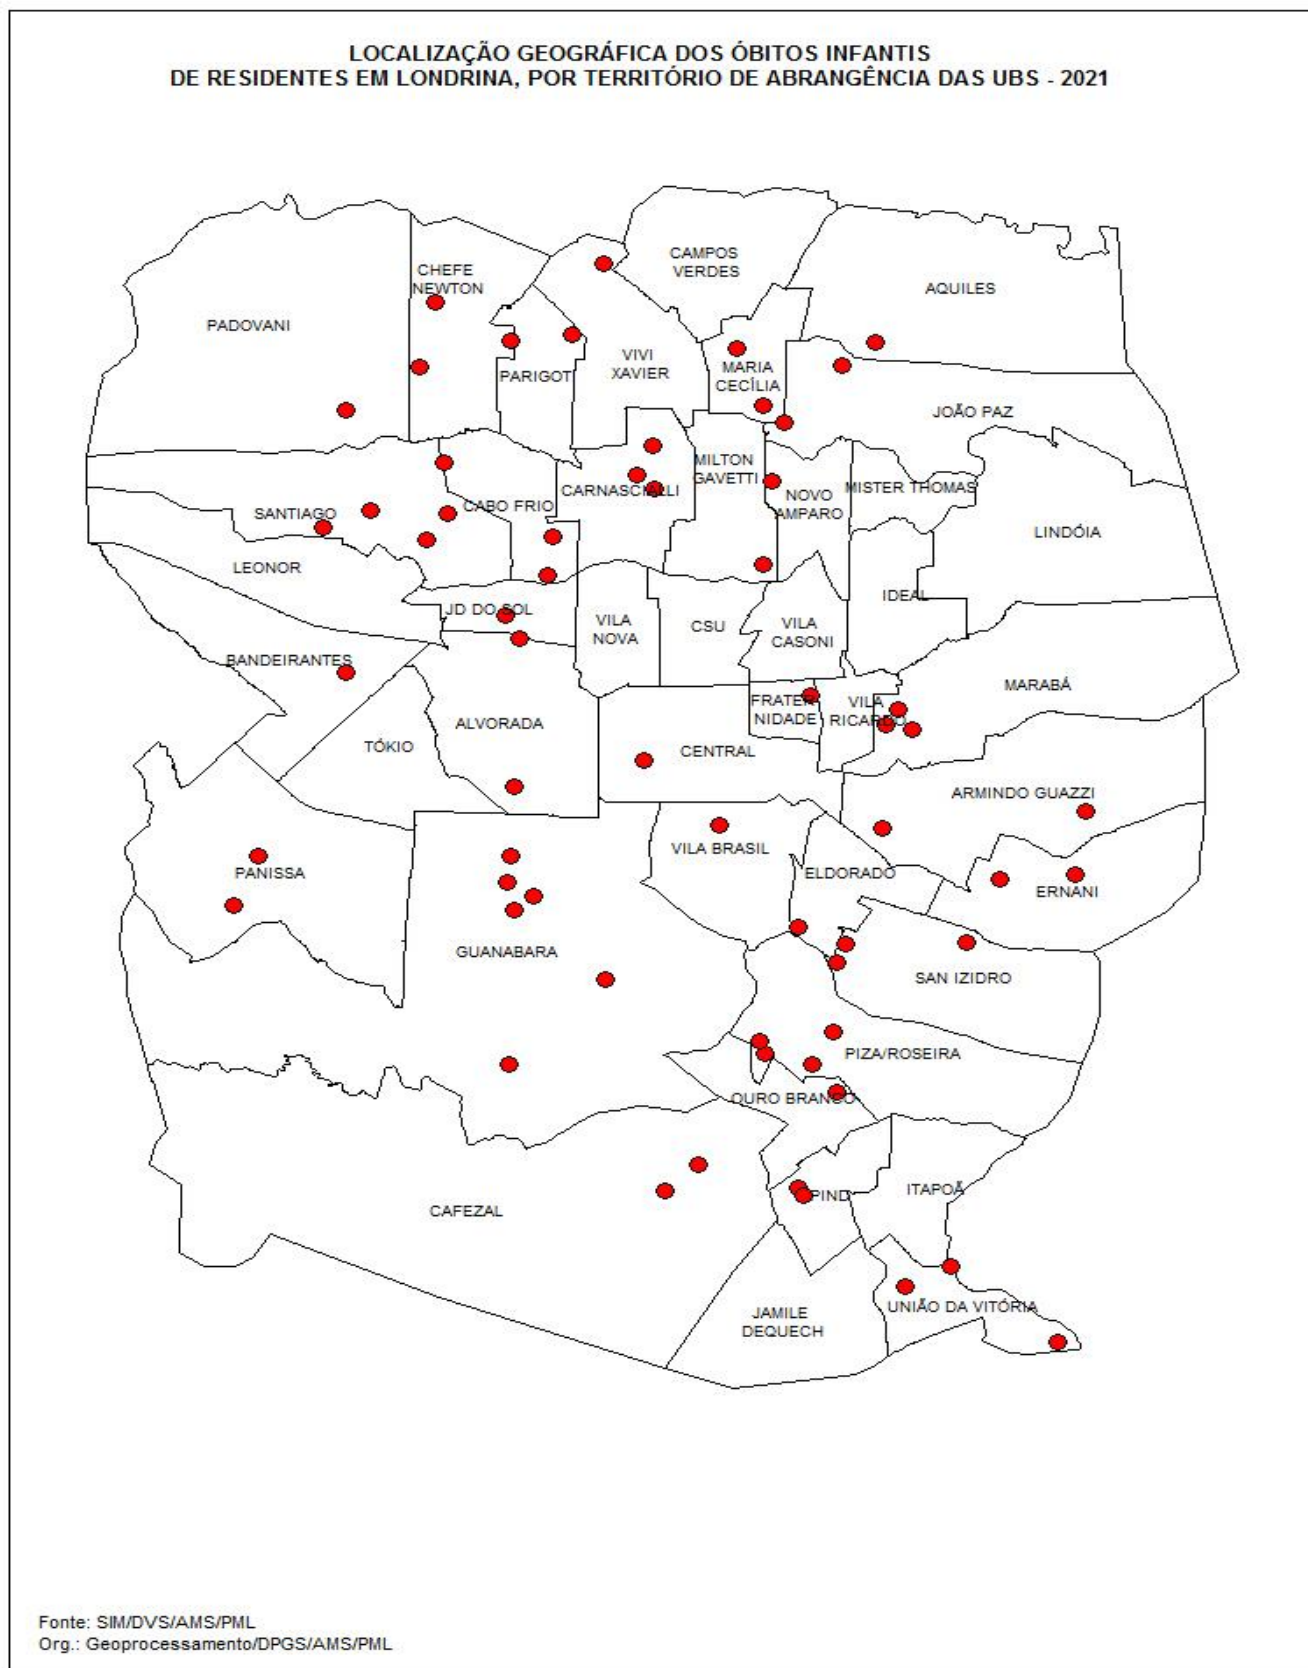 LOCALIZAÇÃO GEOGRÁFICA DOS ÓBITOS INFANTIS
DE RESIDENTES EM LONDRINA, POR TERRITÓRIO DE ABRANGÊNCIA DAS UBS - 2021
CAMPOS
VERDES
CHEFE
NEWTON
AQUILES
PADOVANI
VIVI
XAVIER
MARIA
CECÍLIA
PARIGOT
JOÃO PAZ
MILTON
GAVETTI
CARNASCIALLI
MISTER THOMAS
NOVO
AMPARO
CABO FRIO
SANTIAGO
LINDÓIA
LEONOR
IDEAL
JD DO SOL
VILA
NOVA
CSU
VILA
CASONI
BANDEIRANTES
MARABÁ
FRATER
NIDADE
VILA
RICARDO
ALVORADA
TÓKIO
CENTRAL
ARMINDO GUAZZI
VILA BRASIL
PANISSA
ELDORADO
ERNANI
GUANABARA
SAN IZIDRO
PIZA/ROSEIRA
OURO BRANCO
PIND
ITAPOÃ
CAFEZAL
UNIÃO DA VITÓRIA
JAMILE
DEQUECH
Fonte: SIM/DVS/AMS/PML
Org.: Geoprocessamento/DPGS/AMS/PML